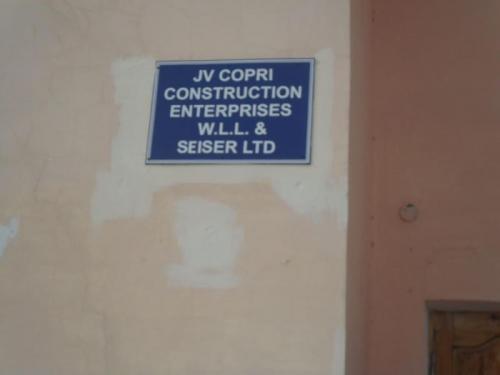 JV COPRI
CONSTRUCTION
ENTERPRISES
W.L.L. &
SEISER LTD